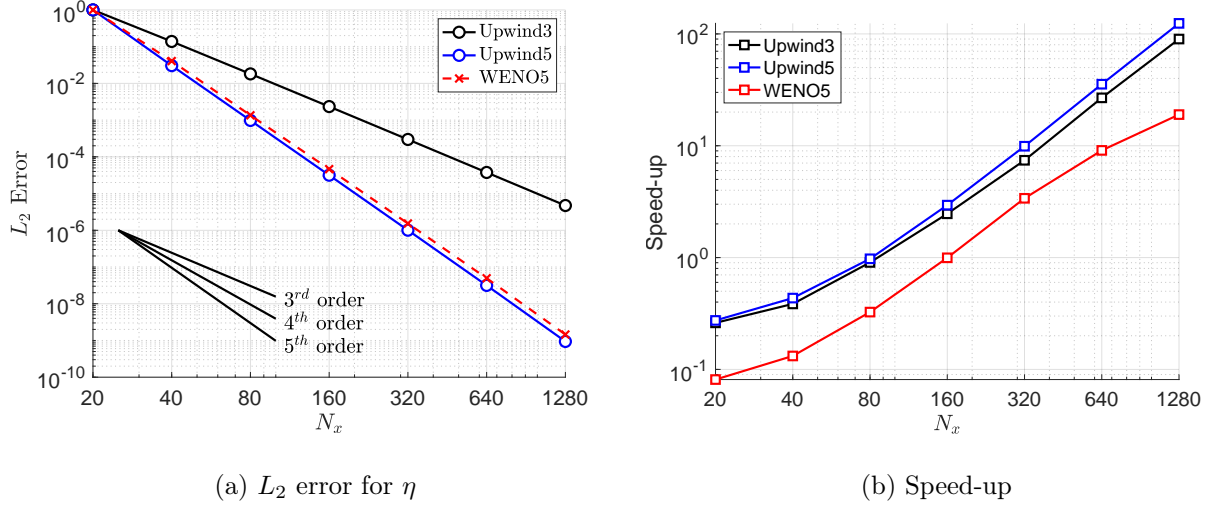 10^0
10^-2
10^-4
10^-6
10^-8
10^-10
L_2 Error
Upwind3
Upwind5
WENO5
3^rd order
4^th order
5^th order
20 40 80 160 320 640 1280
N_x
(a) L_2 error for η
10^2
10^1
10^0
10^-1
Speed-up
Upwind3
Upwind5
WENO5
20 40 80 160 320 640 1280
N_x
(b) Speed-up